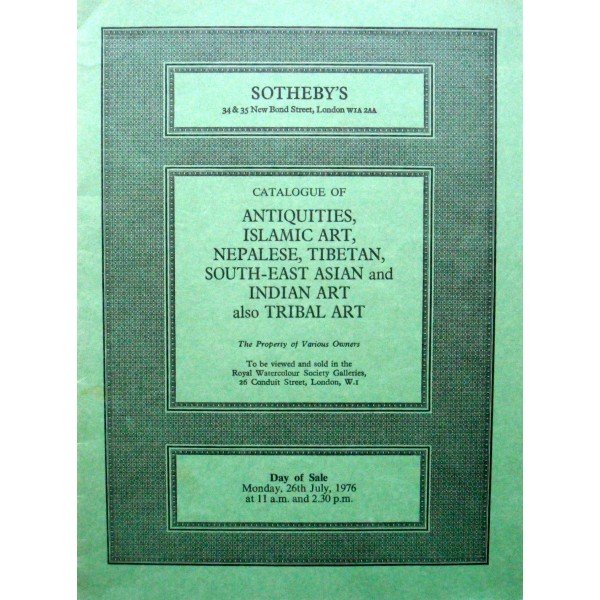 SOTHEBY'S
34 & 35 New Bond Street, London W1A 2AA
CATALOGUE OF
ANTIQUITIES,
ISLAMIC ART,
NEPALESE, TIBETAN,
SOUTH-EAST ASIAN and
INDIAN ART
also TRIBAL ART
The Property of Various Owners
To be viewed and sold in the
Royal Watercolour Society Galleries,
26 Conduit Street, London, W.1
Day of Sale
Monday, 26th July, 1976
at 11 a.m. and 2.30 p.m.